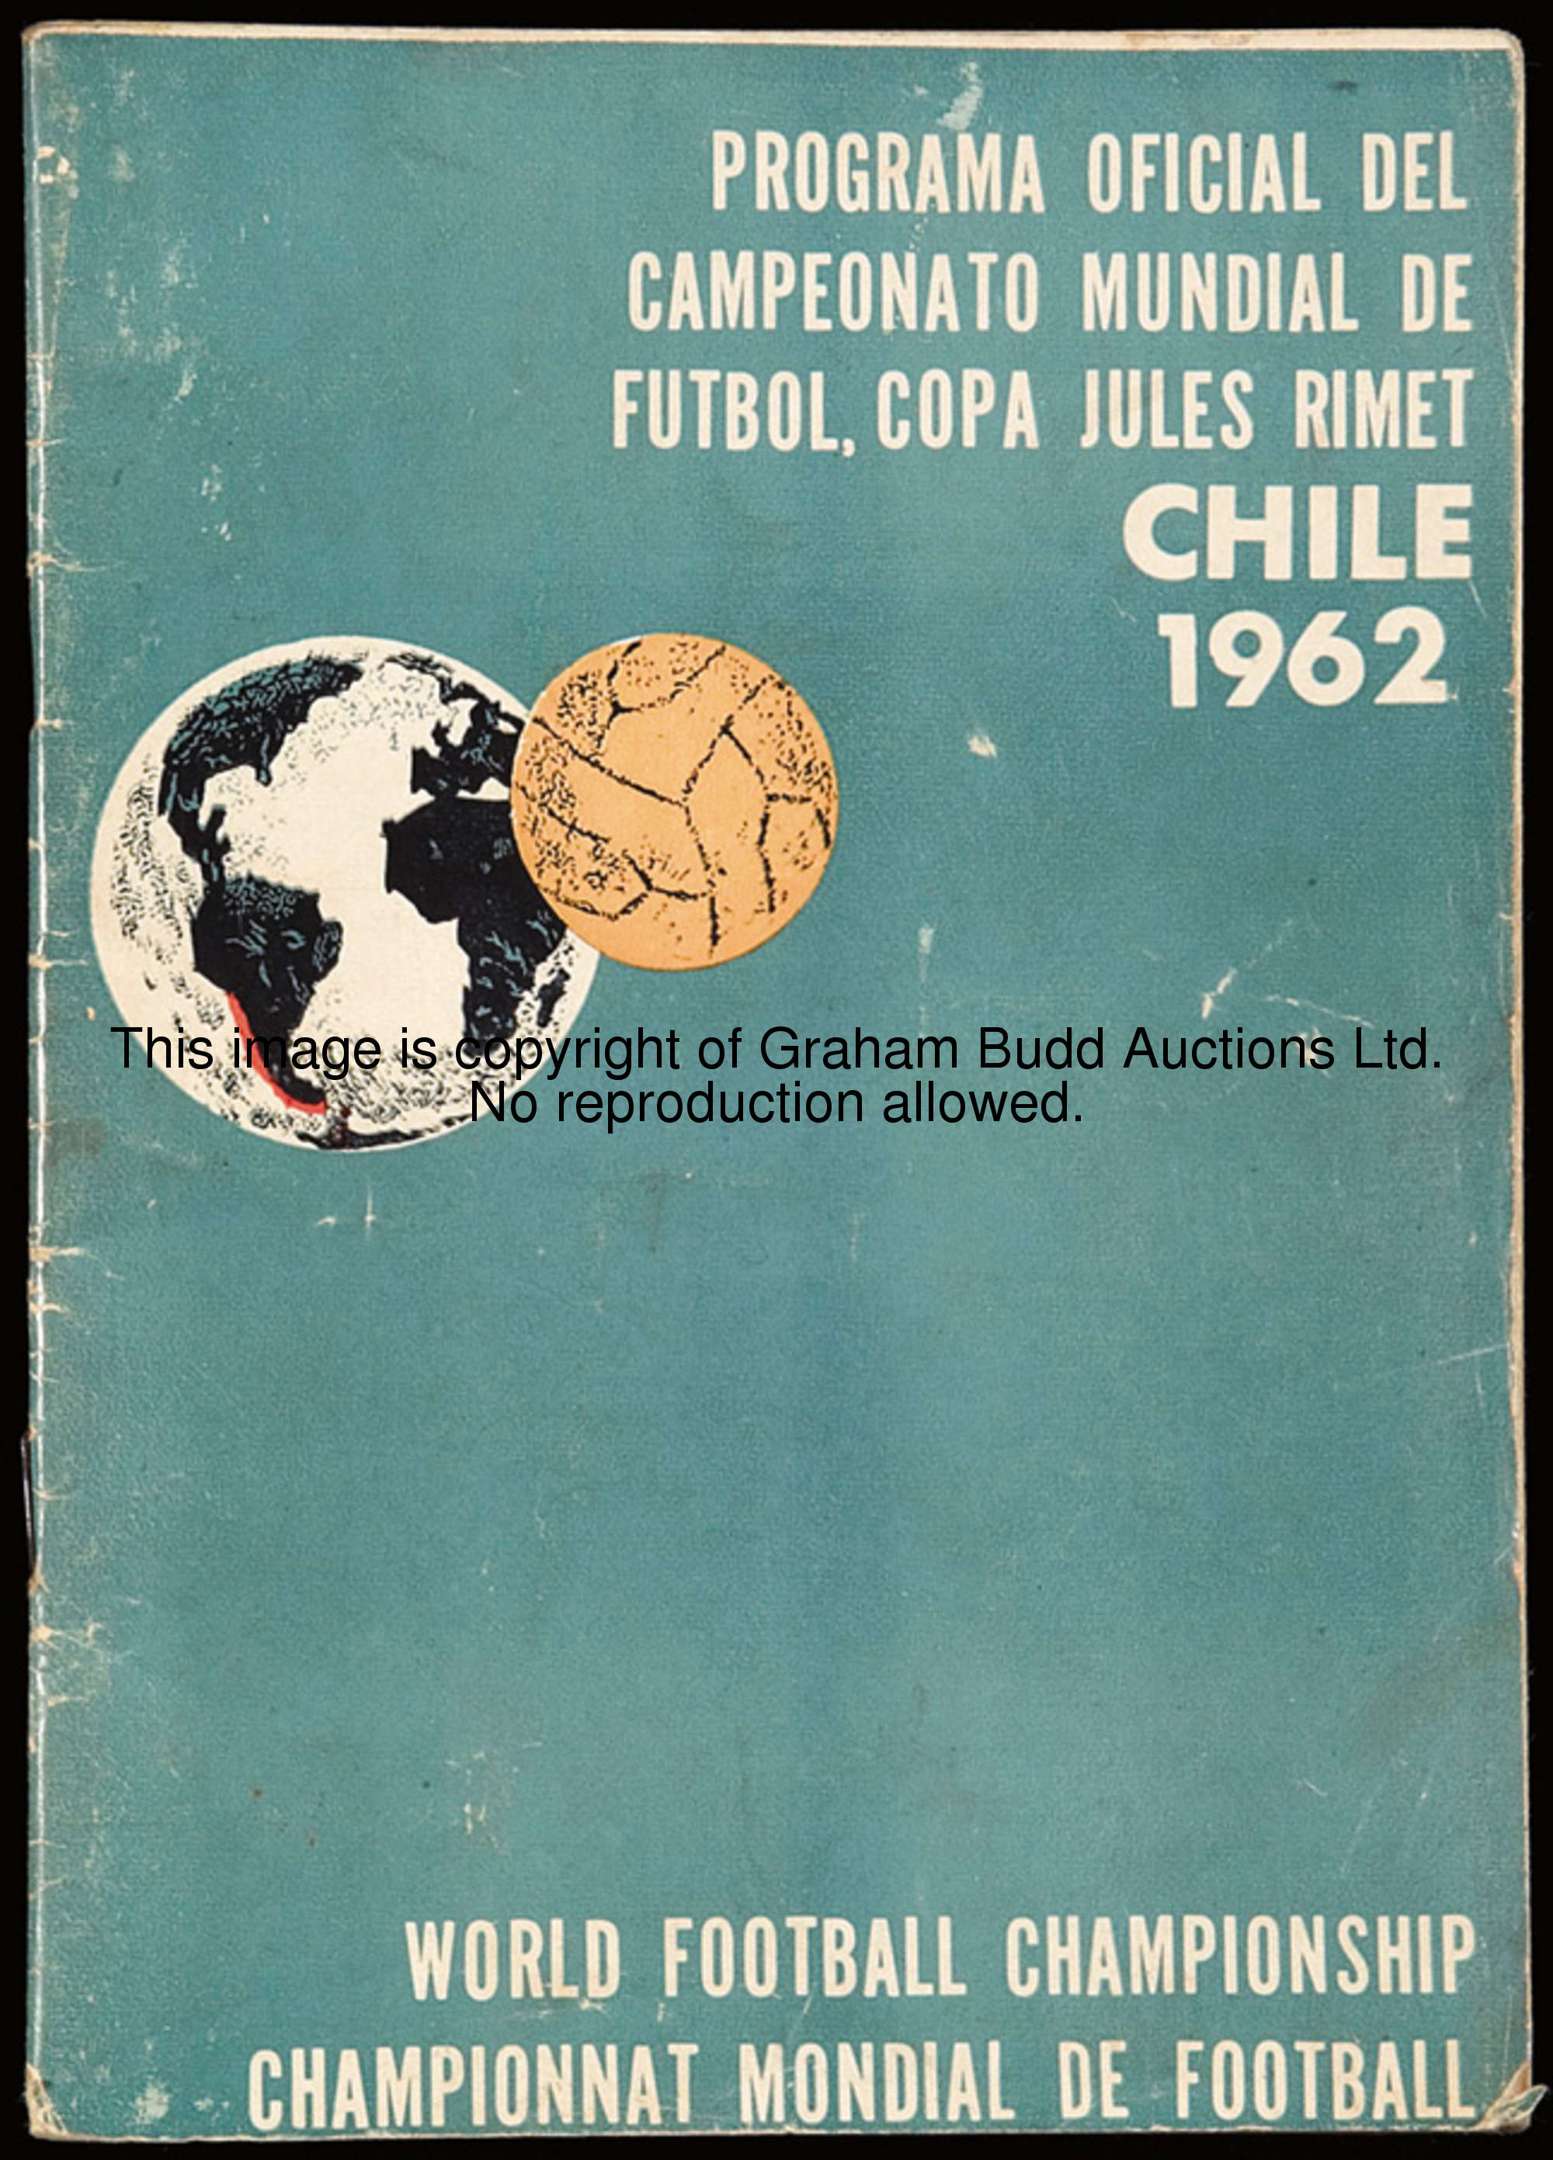 PROGRAMA OFICIAL DEL
CAMPEONATO MUNDIAL DE
FUTBOL, COPA JULES RIMET
CHILE
1962
This image is copyright of Graham Budd Auctions Ltd.
No reproduction allowed.
WORLD FOOTBALL CHAMPIONSHIP
CHAMPIONNAT MONDIAL DE FOOTBALL